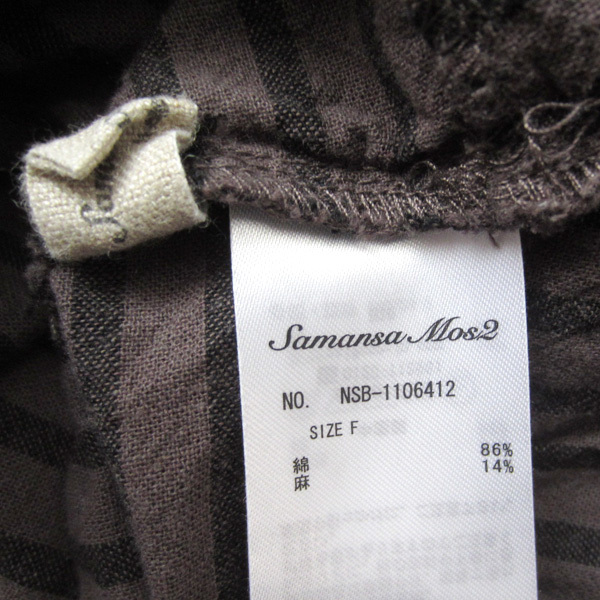 Samansa Mos2
NO. NSB-1106412
SIZE F
綿 86%
麻 14%